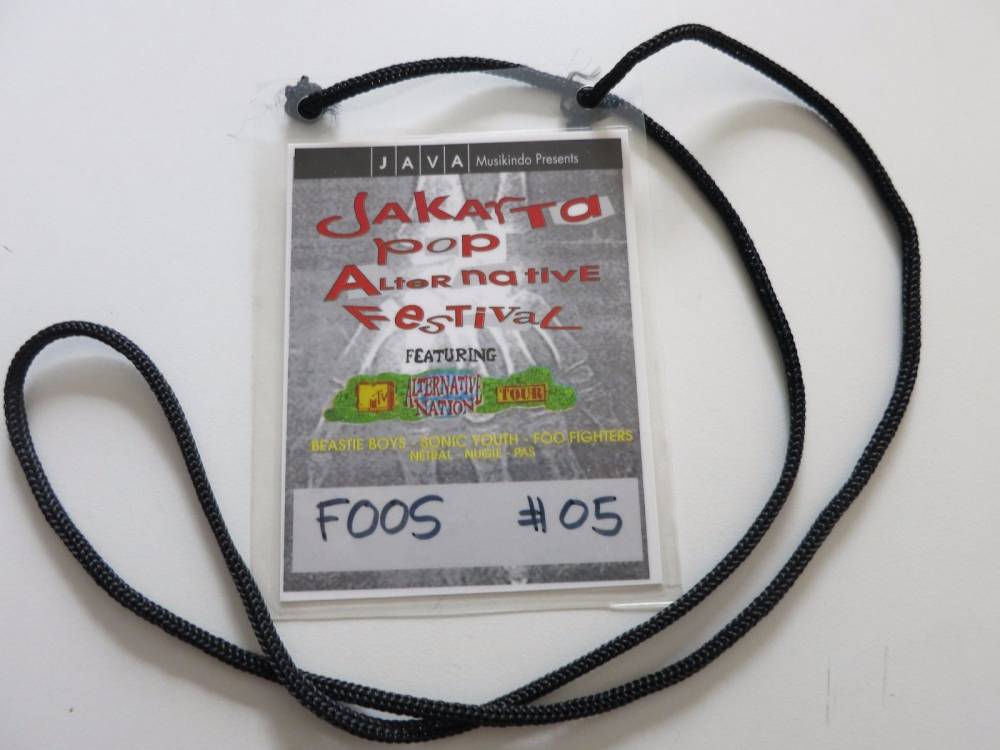 JAVA Musikindo Presents
JAKARTA
POP
ALTERNATIVE
FESTIVAL
FEATURING
MTV ALTERNATIVE NATION TOUR
BEASTIE BOYS - SONIC YOUTH - FOO FIGHTERS
NETRAL - NUGIE - PAS
FOOS #05